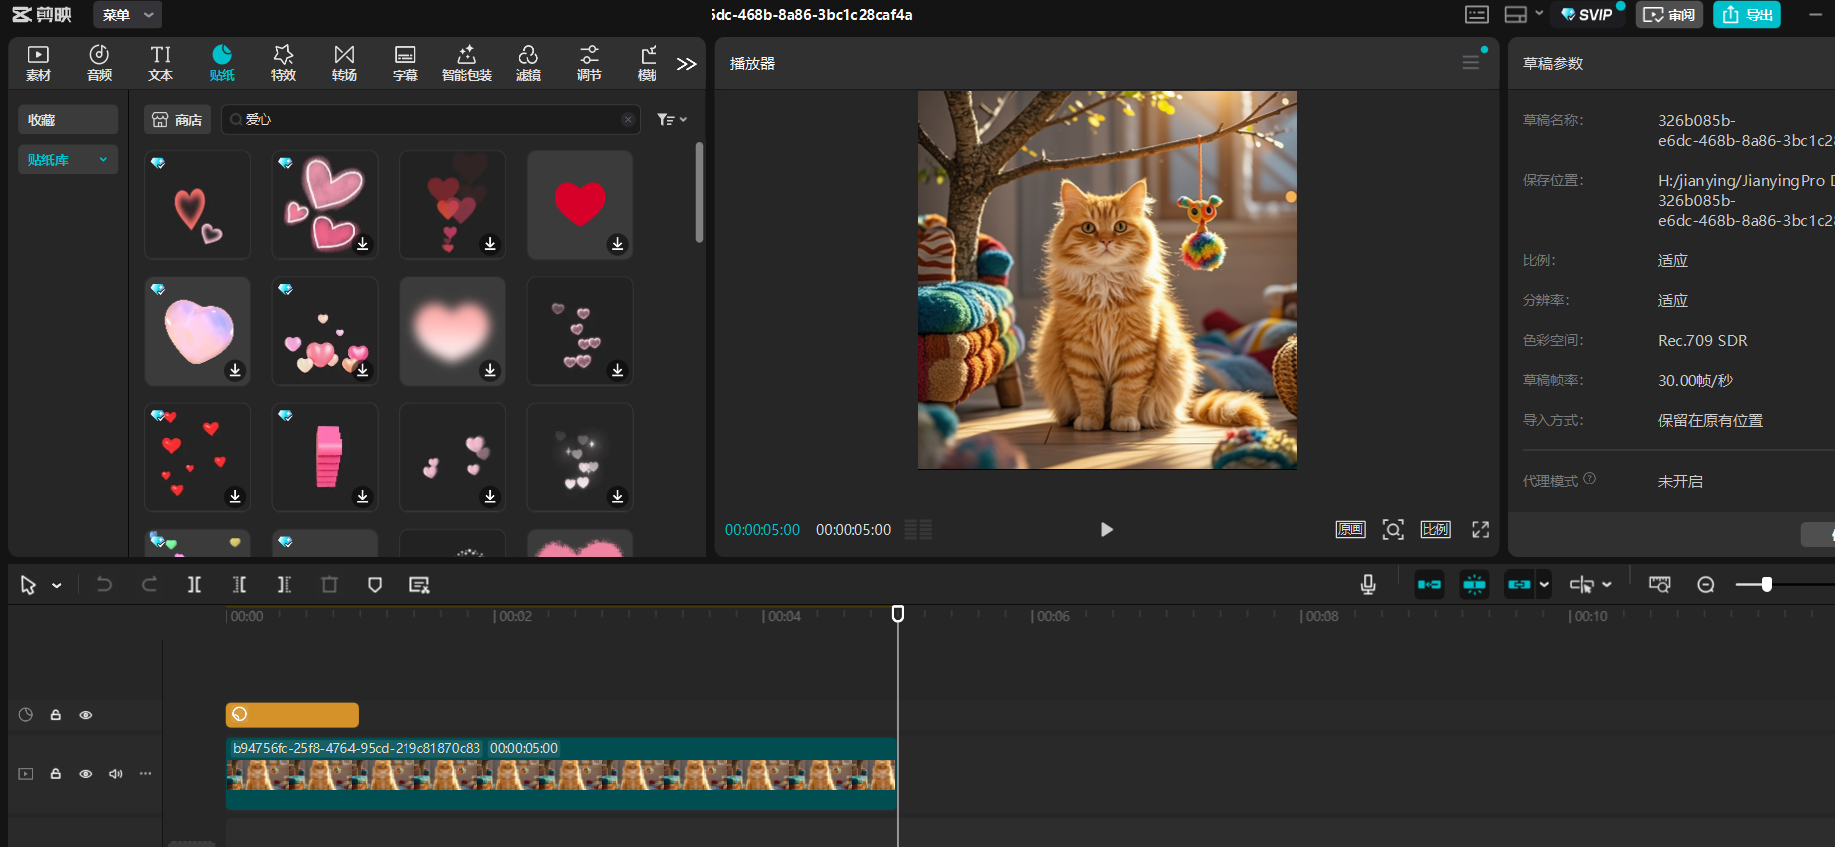 剪映
菜单
5dc-468b-8a86-3bc1c28caf4a
SVIP
审阅
导出
素材
音频
TI
文本
贴纸
特效
转场
字幕
智能包装
滤镜
调节
模板
播放器
草稿参数
收藏
贴纸库
商店
爱心
草稿名称：
326b085b-
e6dc-468b-8a86-3bc1c28
保存位置：
H:/jianying/JianyingPro D
326b085b-
e6dc-468b-8a86-3bc1c28
比例：
适应
分辨率：
适应
色彩空间：
Rec.709 SDR
草稿帧率：
30.00帧/秒
导入方式：
保留在原有位置
代理模式
未开启
00:00:05:00
00:00:05:00
原画
比例
00:00
00:02
00:04
00:06
00:08
00:10
b94756fc-25f8-4764-95cd-219c81870c83 00:00:05:00